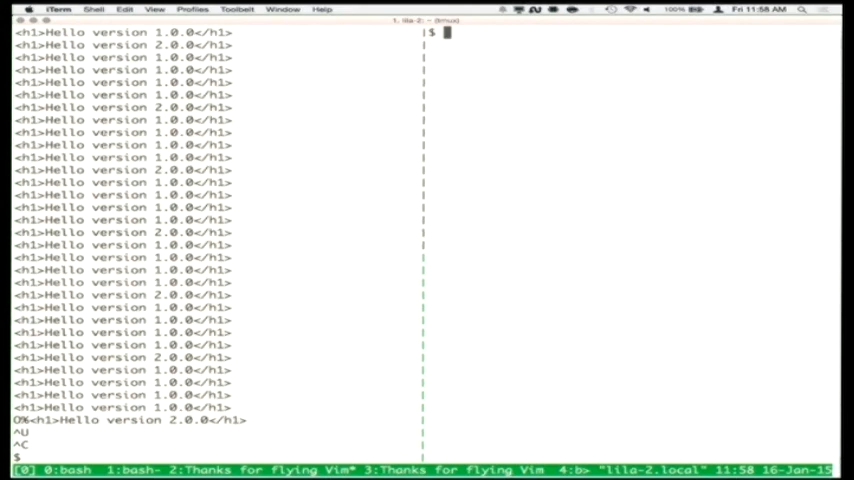 iTerm Shell Edit View Profiles Toolbelt Window Help 100% Fri 11:58 AM
1. lila-2: ~ (tmux)
<h1>Hello version 1.0.0</h1>
$
<h1>Hello version 2.0.0</h1>
<h1>Hello version 1.0.0</h1>
<h1>Hello version 1.0.0</h1>
<h1>Hello version 1.0.0</h1>
<h1>Hello version 1.0.0</h1>
<h1>Hello version 2.0.0</h1>
<h1>Hello version 1.0.0</h1>
<h1>Hello version 1.0.0</h1>
<h1>Hello version 1.0.0</h1>
<h1>Hello version 1.0.0</h1>
<h1>Hello version 2.0.0</h1>
<h1>Hello version 1.0.0</h1>
<h1>Hello version 1.0.0</h1>
<h1>Hello version 1.0.0</h1>
<h1>Hello version 1.0.0</h1>
<h1>Hello version 2.0.0</h1>
<h1>Hello version 1.0.0</h1>
<h1>Hello version 1.0.0</h1>
<h1>Hello version 1.0.0</h1>
<h1>Hello version 1.0.0</h1>
<h1>Hello version 2.0.0</h1>
<h1>Hello version 1.0.0</h1>
<h1>Hello version 1.0.0</h1>
<h1>Hello version 1.0.0</h1>
<h1>Hello version 1.0.0</h1>
<h1>Hello version 2.0.0</h1>
<h1>Hello version 1.0.0</h1>
<h1>Hello version 1.0.0</h1>
<h1>Hello version 1.0.0</h1>
<h1>Hello version 1.0.0</h1>
O%<h1>Hello version 2.0.0</h1>
^U
^C
$
[0] 0:bash 1:bash- 2:Thanks for flying Vim* 3:Thanks for flying Vim 4:b> "lila-2.local" 11:58 16-Jan-15